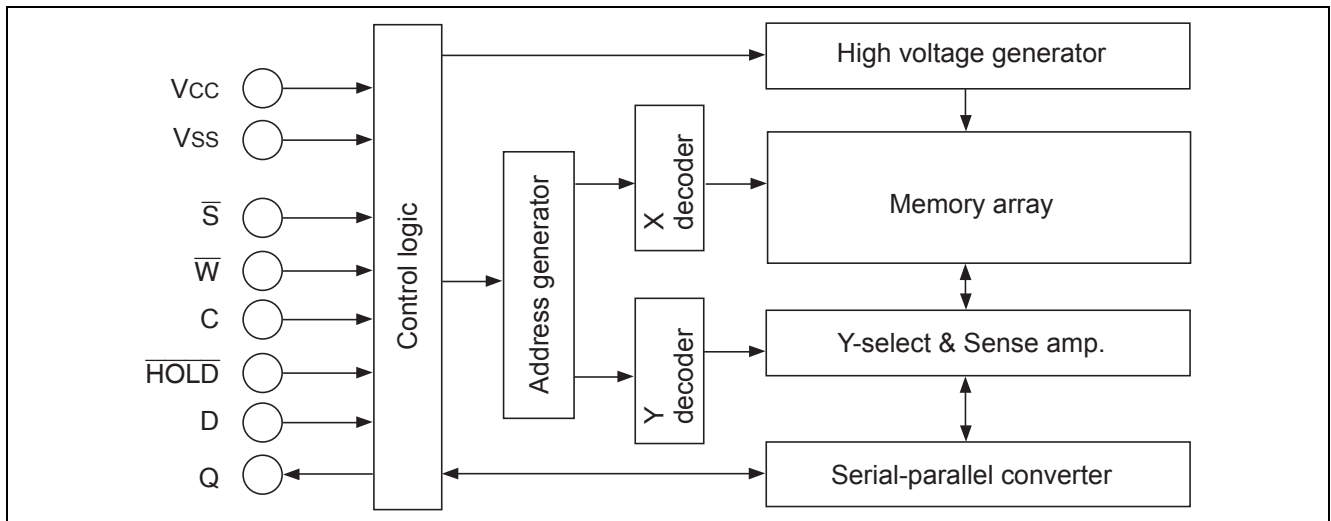 VCC
VSS
S̅
W̅
C
H̅O̅L̅D̅
D
Q
Control logic
Address generator
X
decoder
Y
decoder
High voltage generator
Memory array
Y-select & Sense amp.
Serial-parallel converter